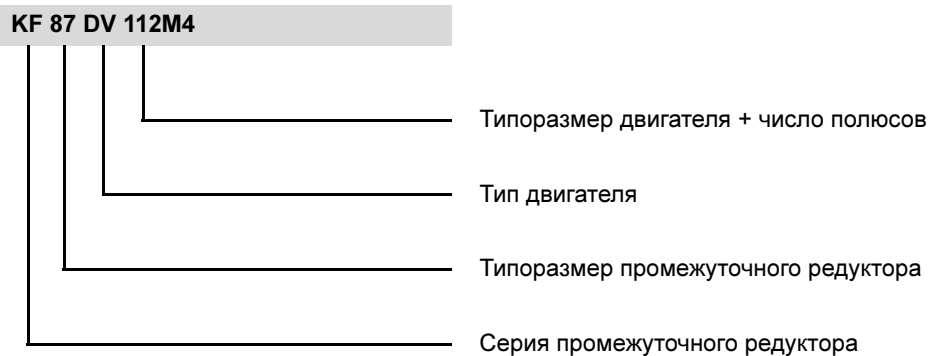 KF 87 DV 112M4
Типоразмер двигателя + число полюсов
Тип двигателя
Типоразмер промежуточного редуктора
Серия промежуточного редуктора